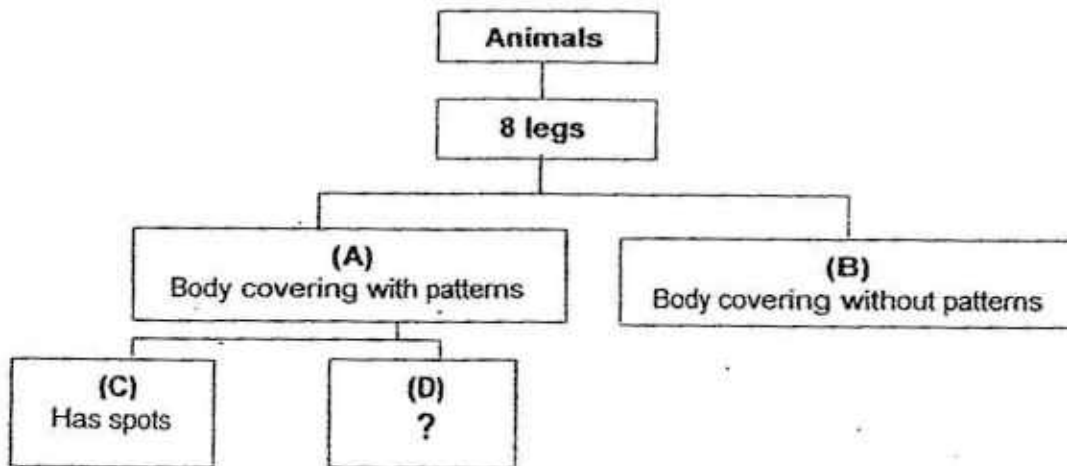 Animals
8 legs
(A)
Body covering with patterns
(B)
Body covering without patterns
(C)
Has spots
(D)
?